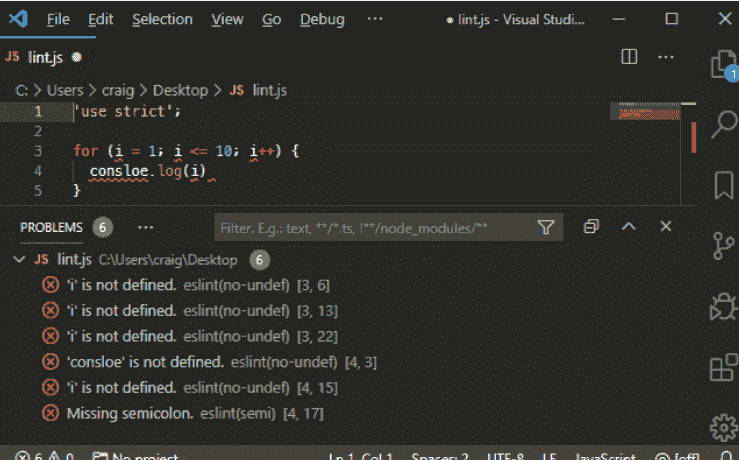 File Edit Selection View Go Debug ··· ● lint.js - Visual Studi...
JS lint.js ●
1
C: > Users > craig > Desktop > JS lint.js
1 'use strict';
2
3 for (i = 1; i <= 10; i++) {
4 consloe.log(i)
5 }
PROBLEMS 6 ··· Filter. E.g.: text, **/*.ts, !**/node_modules/**
JS lint.js C:\Users\craig\Desktop 6
'i' is not defined. eslint(no-undef) [3, 6]
'i' is not defined. eslint(no-undef) [3, 13]
'i' is not defined. eslint(no-undef) [3, 22]
'consloe' is not defined. eslint(no-undef) [4, 3]
'i' is not defined. eslint(no-undef) [4, 15]
Missing semicolon. eslint(semi) [4, 17]
6 0 No project Ln 1, Col 1 Spaces: 2 UTF-8 LF JavaScript [off]